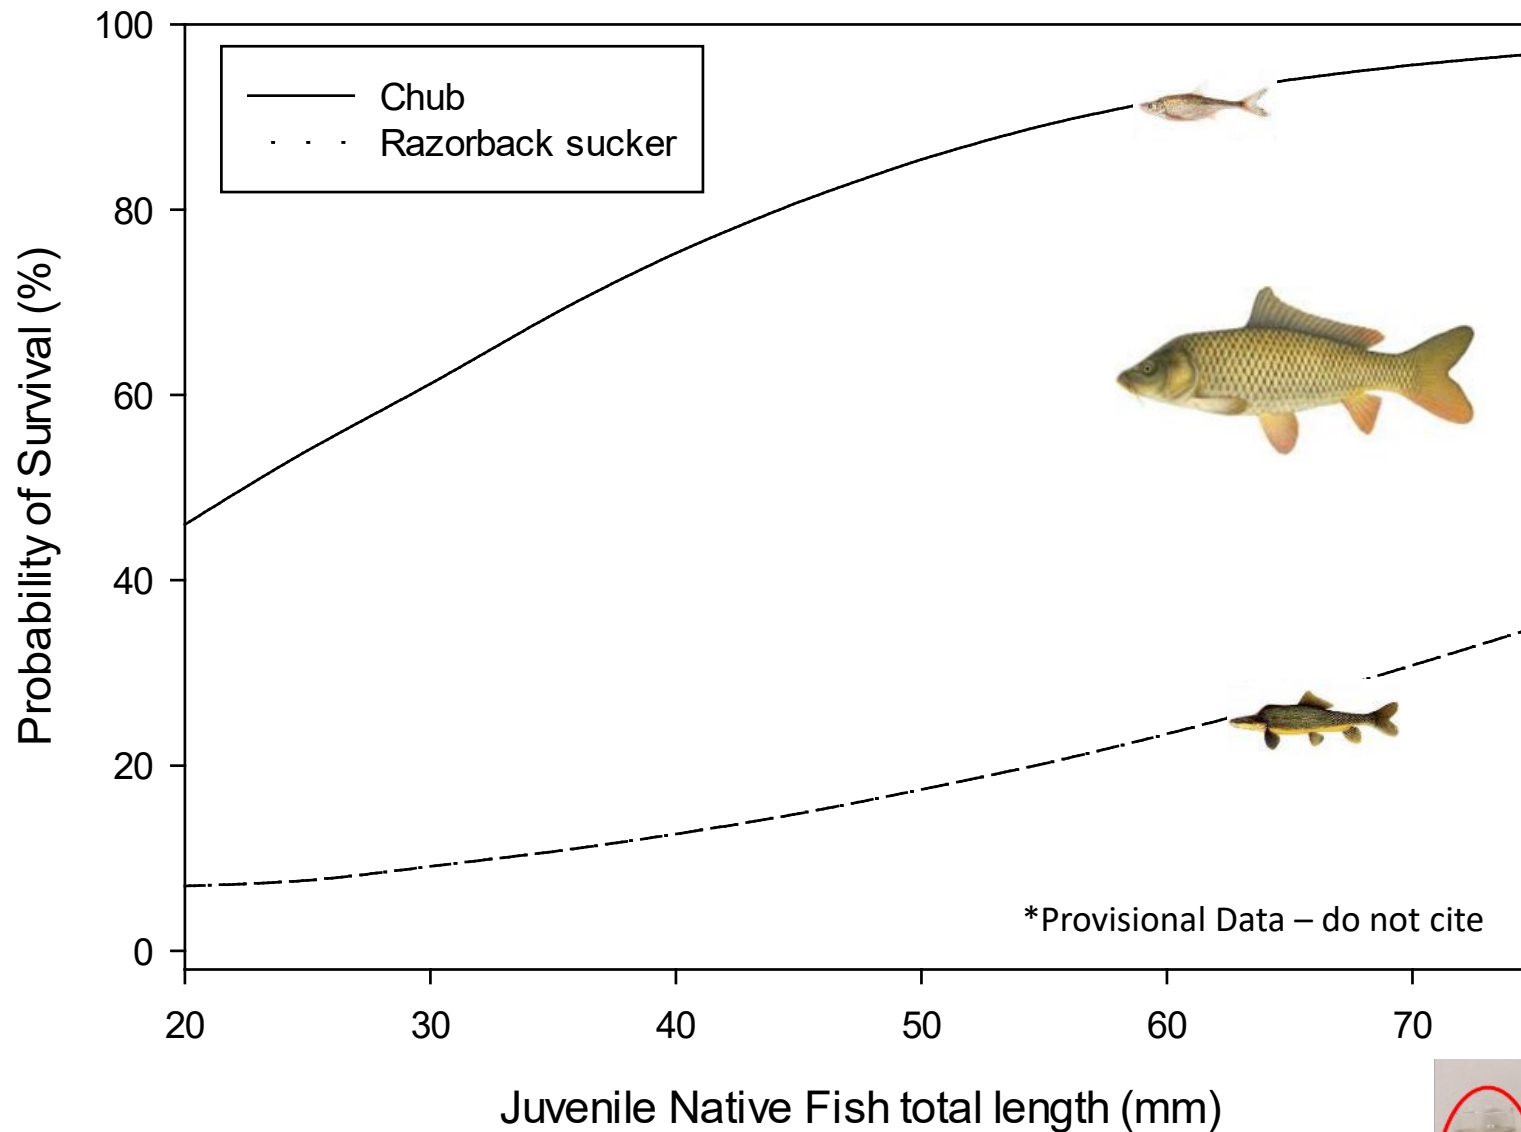 100
80
60
40
20
0
Probability of Survival (%)
Chub
Razorback sucker
*Provisional Data – do not cite
20 30 40 50 60 70
Juvenile Native Fish total length (mm)